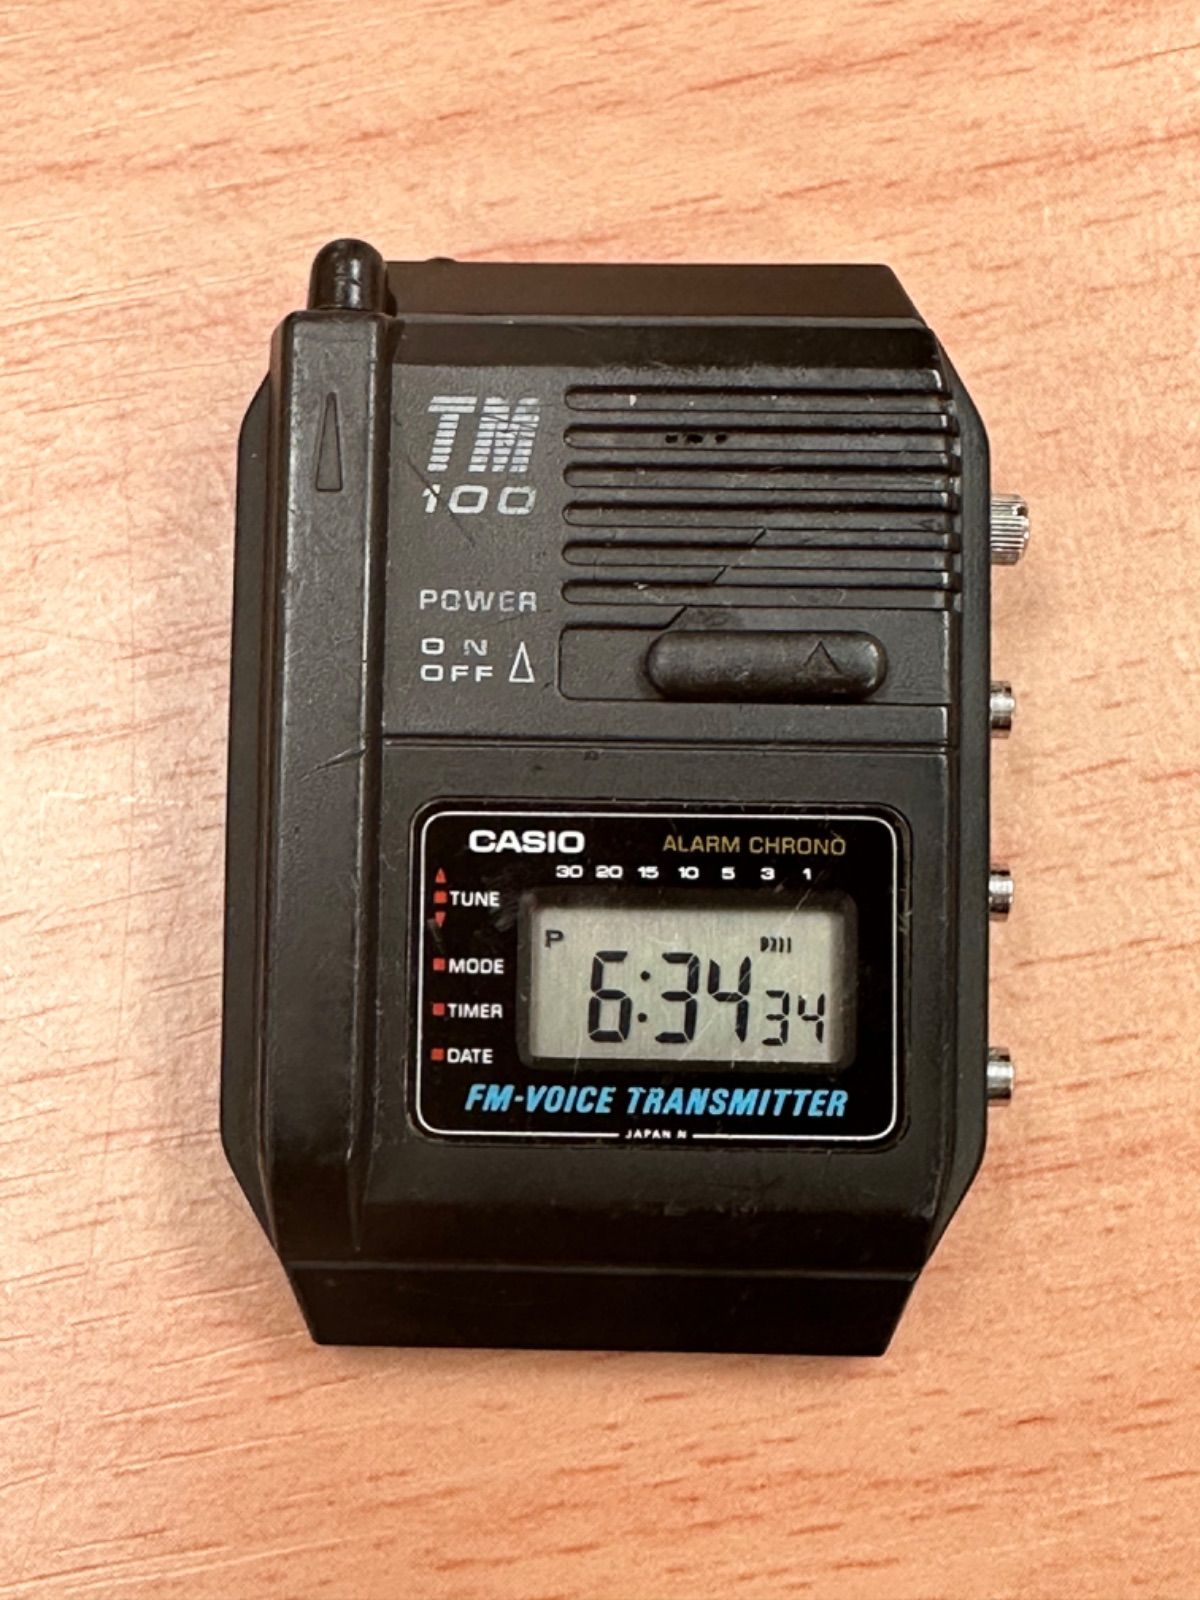 TM
100
POWER
ON
OFF
CASIO ALARM CHRONO
30 20 15 10 5 3 1
TUNE
MODE
TIMER
DATE
P
6:34 34
FM-VOICE TRANSMITTER
JAPAN N